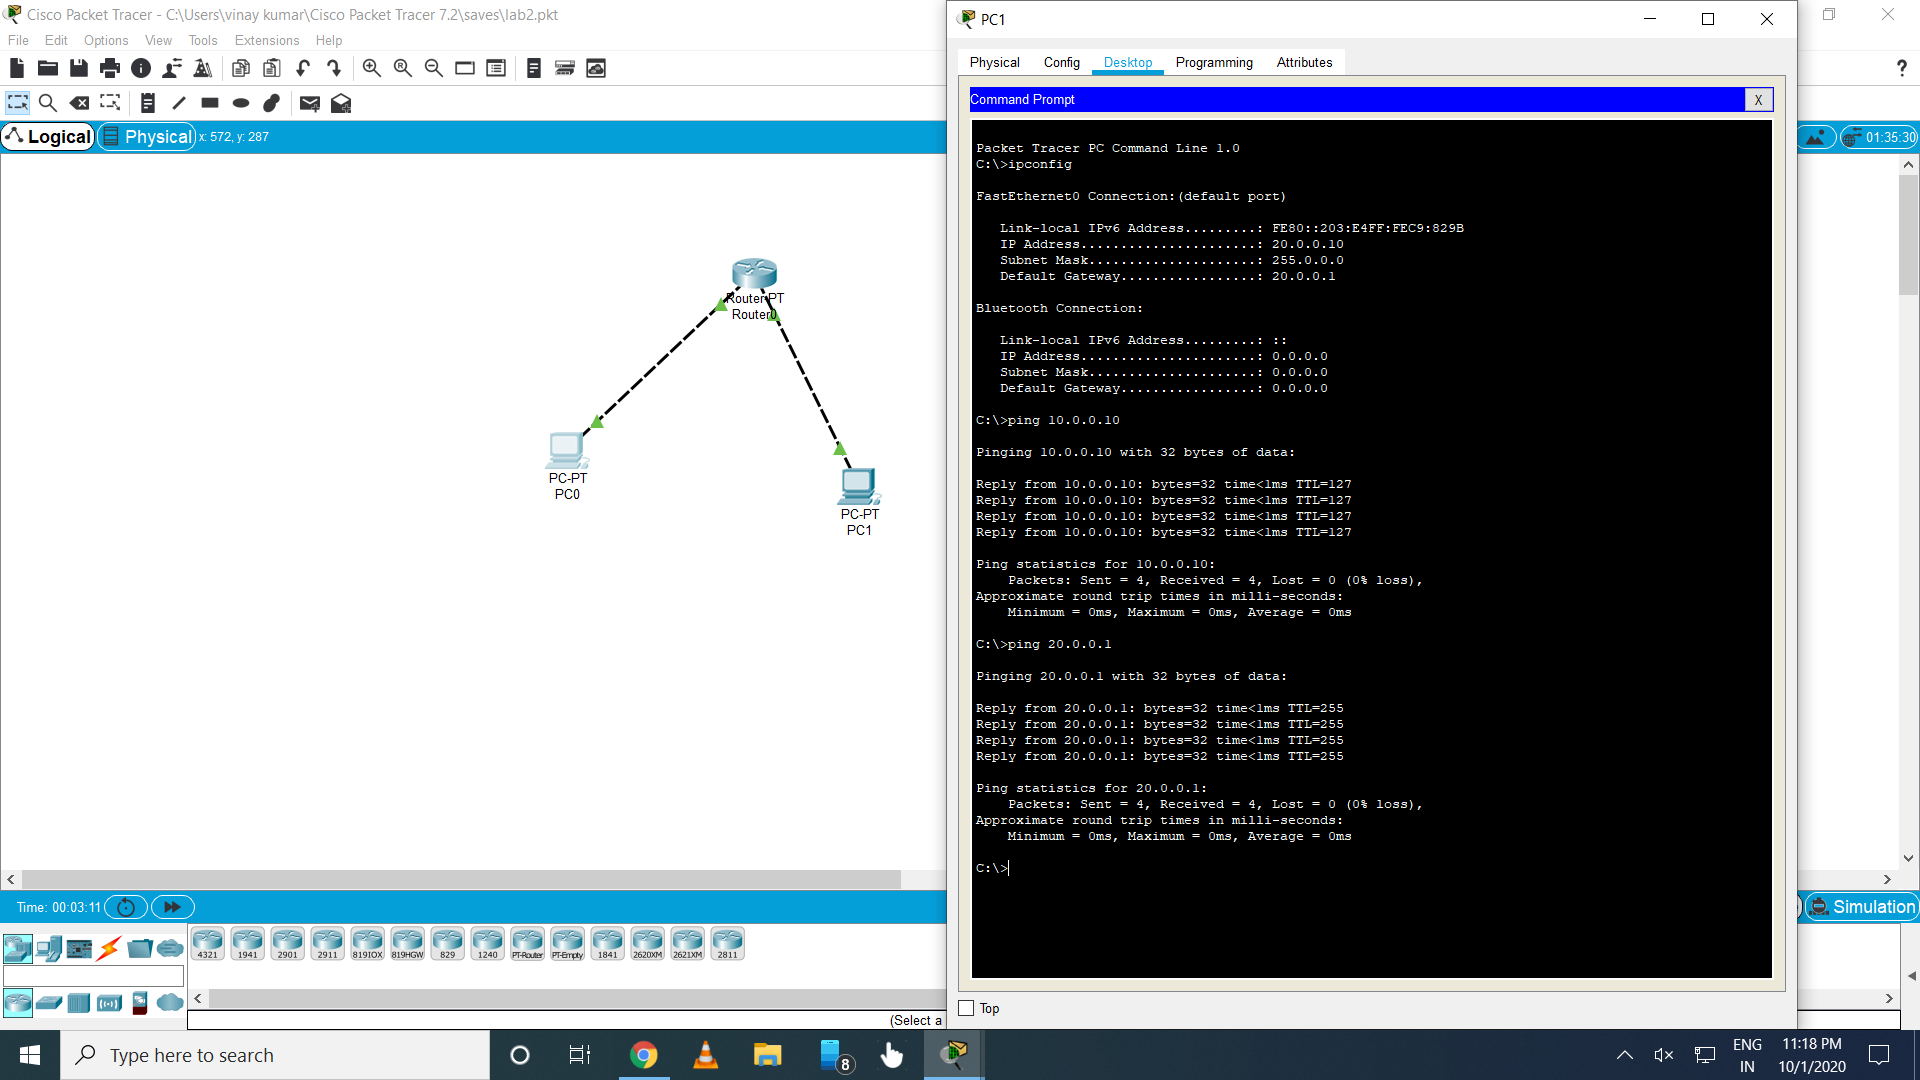 Cisco Packet Tracer - C:\Users\vinay kumar\Cisco Packet Tracer 7.2\saves\lab2.pkt
File Edit Options View Tools Extensions Help
?
Logical Physical x: 572, y: 287
01:35:30
Router-PT
Router0
PC-PT
PC0
PC-PT
PC1
Time: 00:03:11
Simulation
4321 1941 2901 2911 819IOX 819HGW 829 1240 PT-Router PT-Empty 1841 2620XM 2621XM 2811
(Select a
PC1
Physical Config Desktop Programming Attributes
Command Prompt X
Packet Tracer PC Command Line 1.0
C:\>ipconfig
FastEthernet0 Connection:(default port)
Link-local IPv6 Address.........: FE80::203:E4FF:FEC9:829B
IP Address......................: 20.0.0.10
Subnet Mask.....................: 255.0.0.0
Default Gateway.................: 20.0.0.1
Bluetooth Connection:
Link-local IPv6 Address.........: ::
IP Address......................: 0.0.0.0
Subnet Mask.....................: 0.0.0.0
Default Gateway.................: 0.0.0.0
C:\>ping 10.0.0.10
Pinging 10.0.0.10 with 32 bytes of data:
Reply from 10.0.0.10: bytes=32 time<1ms TTL=127
Reply from 10.0.0.10: bytes=32 time<1ms TTL=127
Reply from 10.0.0.10: bytes=32 time<1ms TTL=127
Reply from 10.0.0.10: bytes=32 time<1ms TTL=127
Ping statistics for 10.0.0.10:
Packets: Sent = 4, Received = 4, Lost = 0 (0% loss),
Approximate round trip times in milli-seconds:
Minimum = 0ms, Maximum = 0ms, Average = 0ms
C:\>ping 20.0.0.1
Pinging 20.0.0.1 with 32 bytes of data:
Reply from 20.0.0.1: bytes=32 time<1ms TTL=255
Reply from 20.0.0.1: bytes=32 time<1ms TTL=255
Reply from 20.0.0.1: bytes=32 time<1ms TTL=255
Reply from 20.0.0.1: bytes=32 time<1ms TTL=255
Ping statistics for 20.0.0.1:
Packets: Sent = 4, Received = 4, Lost = 0 (0% loss),
Approximate round trip times in milli-seconds:
Minimum = 0ms, Maximum = 0ms, Average = 0ms
C:\>
Top
Type here to search
8
ENG
IN
11:18 PM
10/1/2020